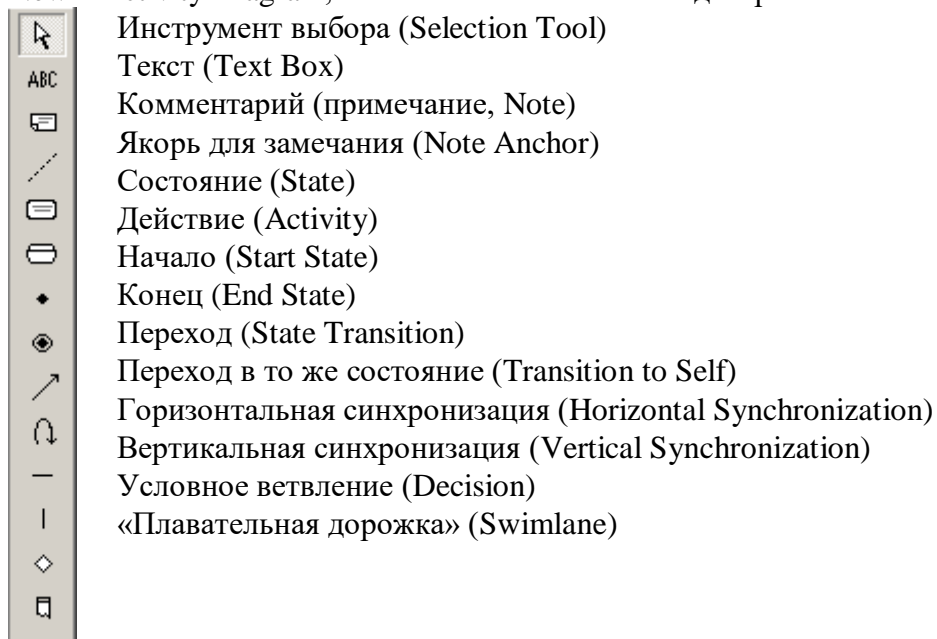 Инструмент выбора (Selection Tool)
ABC
Текст (Text Box)
Комментарий (примечание, Note)
Якорь для замечания (Note Anchor)
Состояние (State)
Действие (Activity)
Начало (Start State)
Конец (End State)
Переход (State Transition)
Переход в то же состояние (Transition to Self)
Горизонтальная синхронизация (Horizontal Synchronization)
Вертикальная синхронизация (Vertical Synchronization)
Условное ветвление (Decision)
«Плавательная дорожка» (Swimlane)